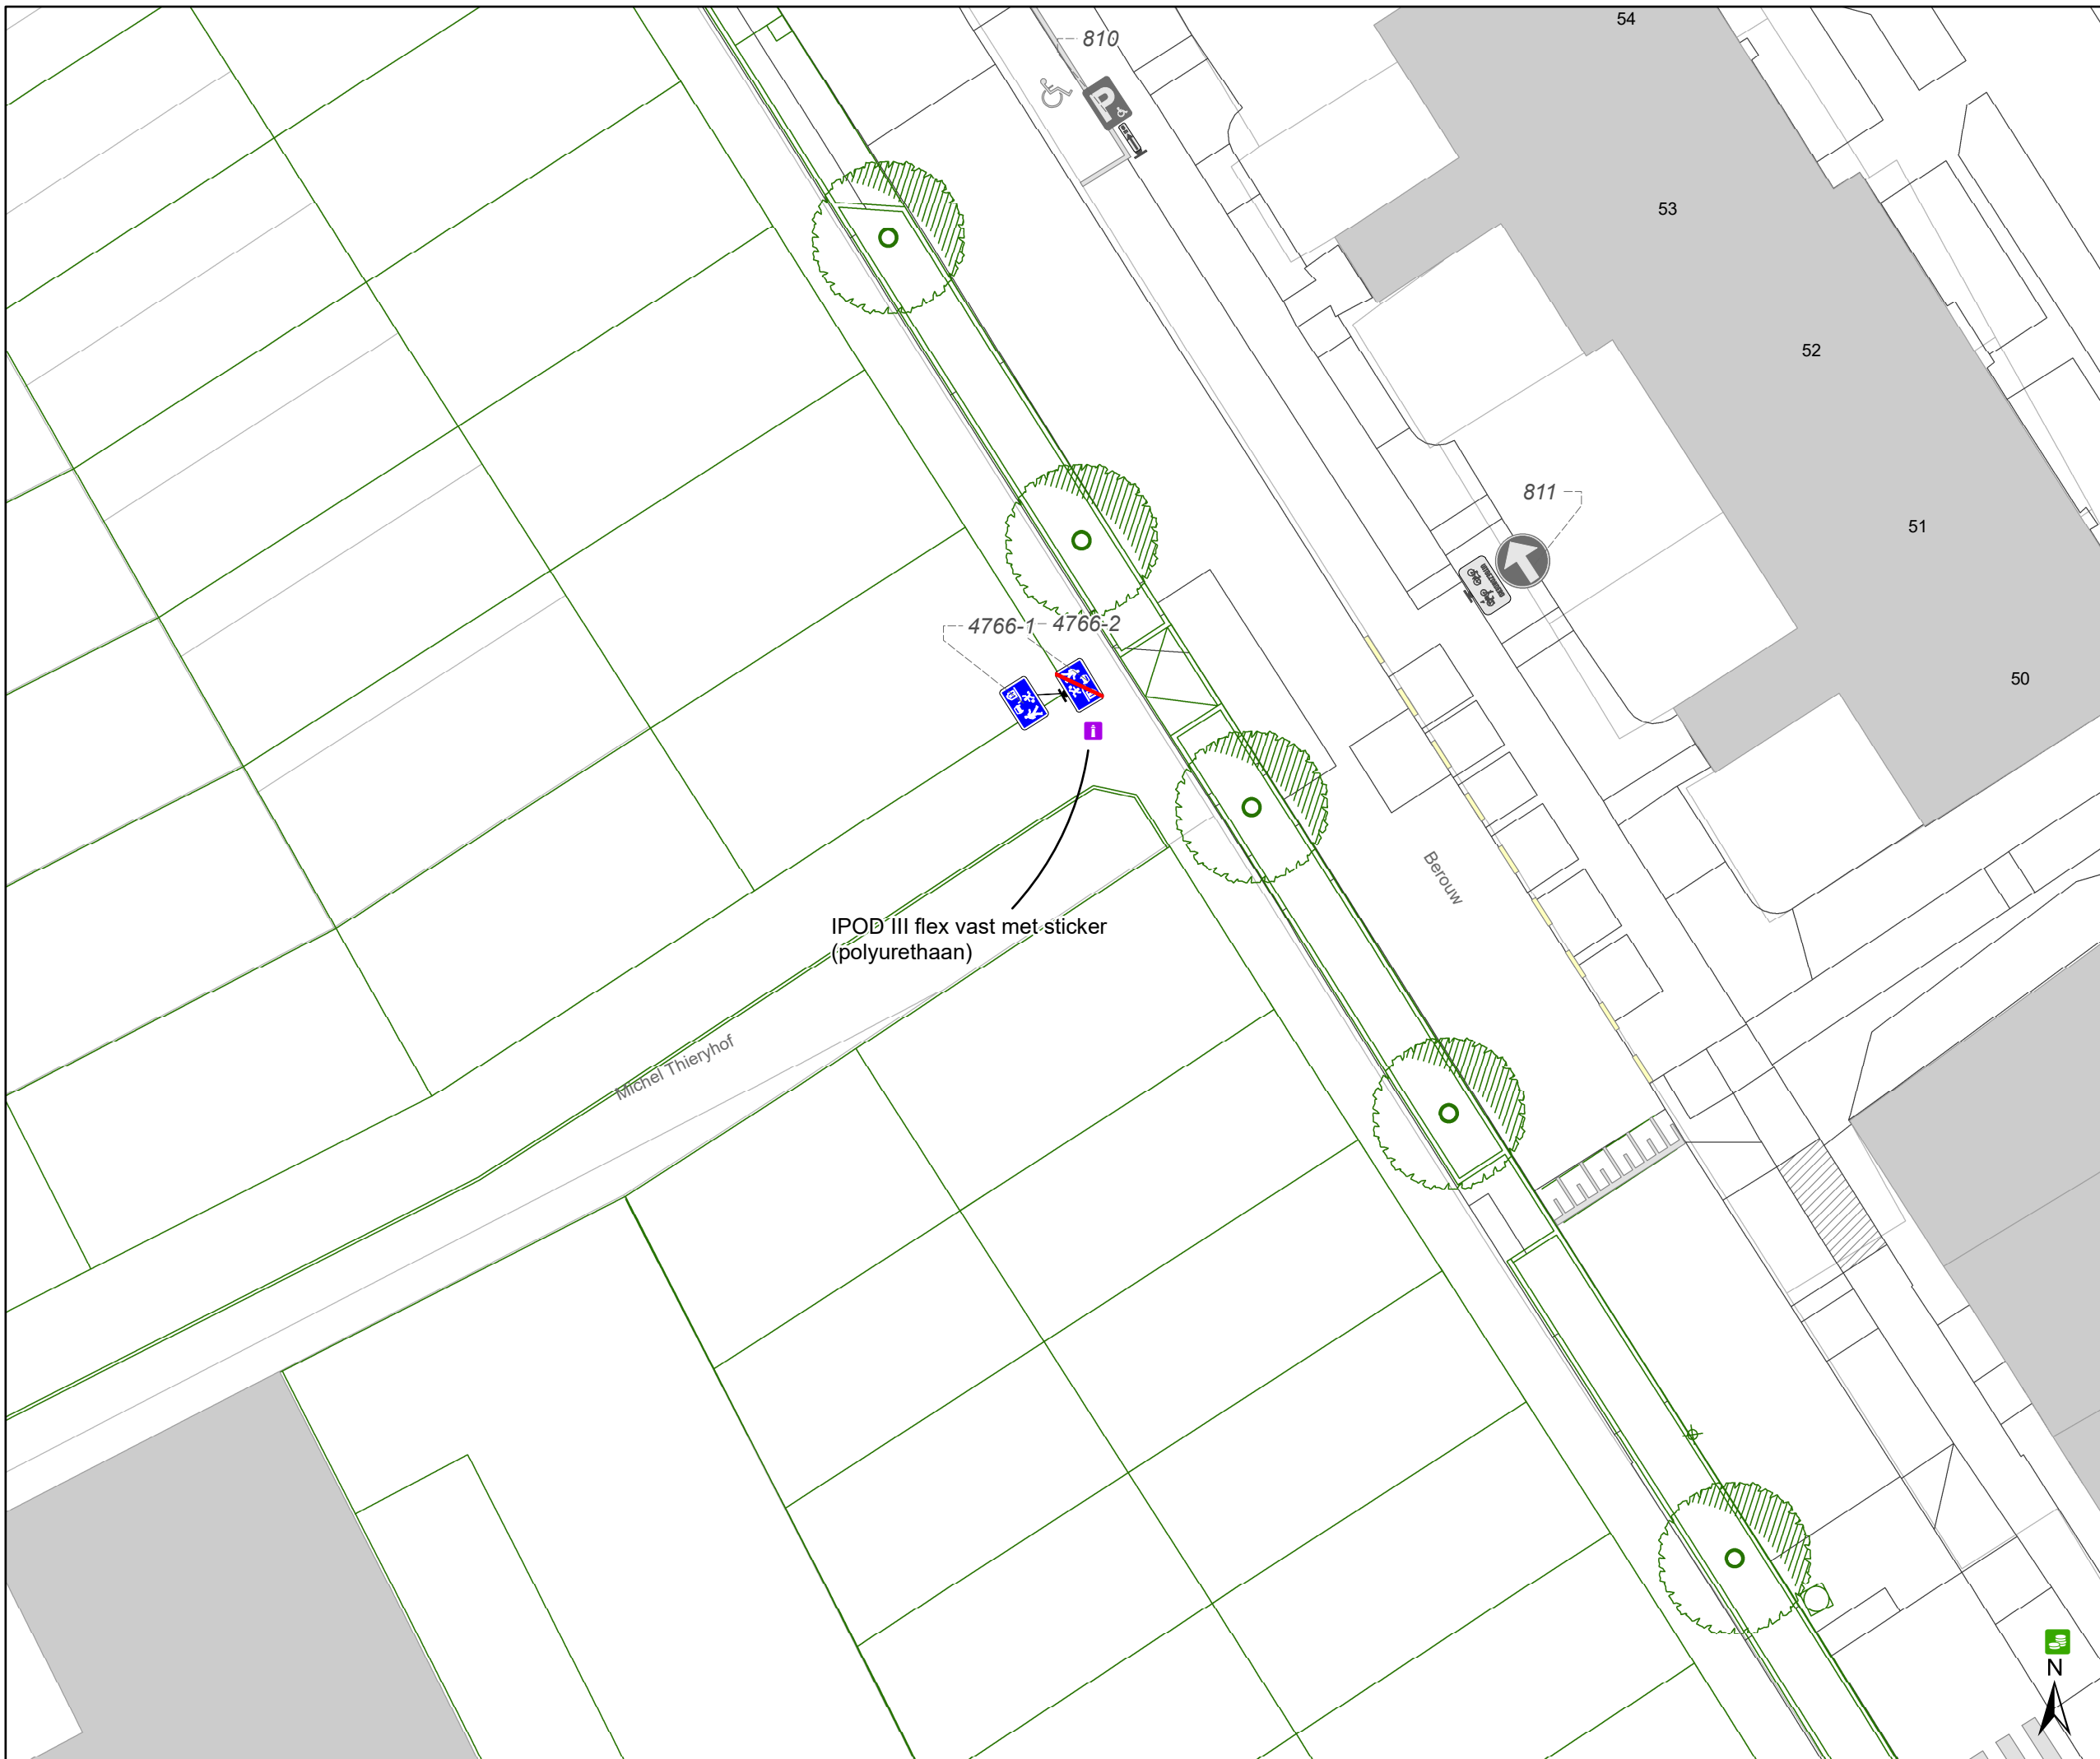 54
810
P
53
52
811
51
4766-1
4766-2
50
Berouw
IPOD III flex vast met sticker
(polyurethaan)
Michel Thieryhof
N